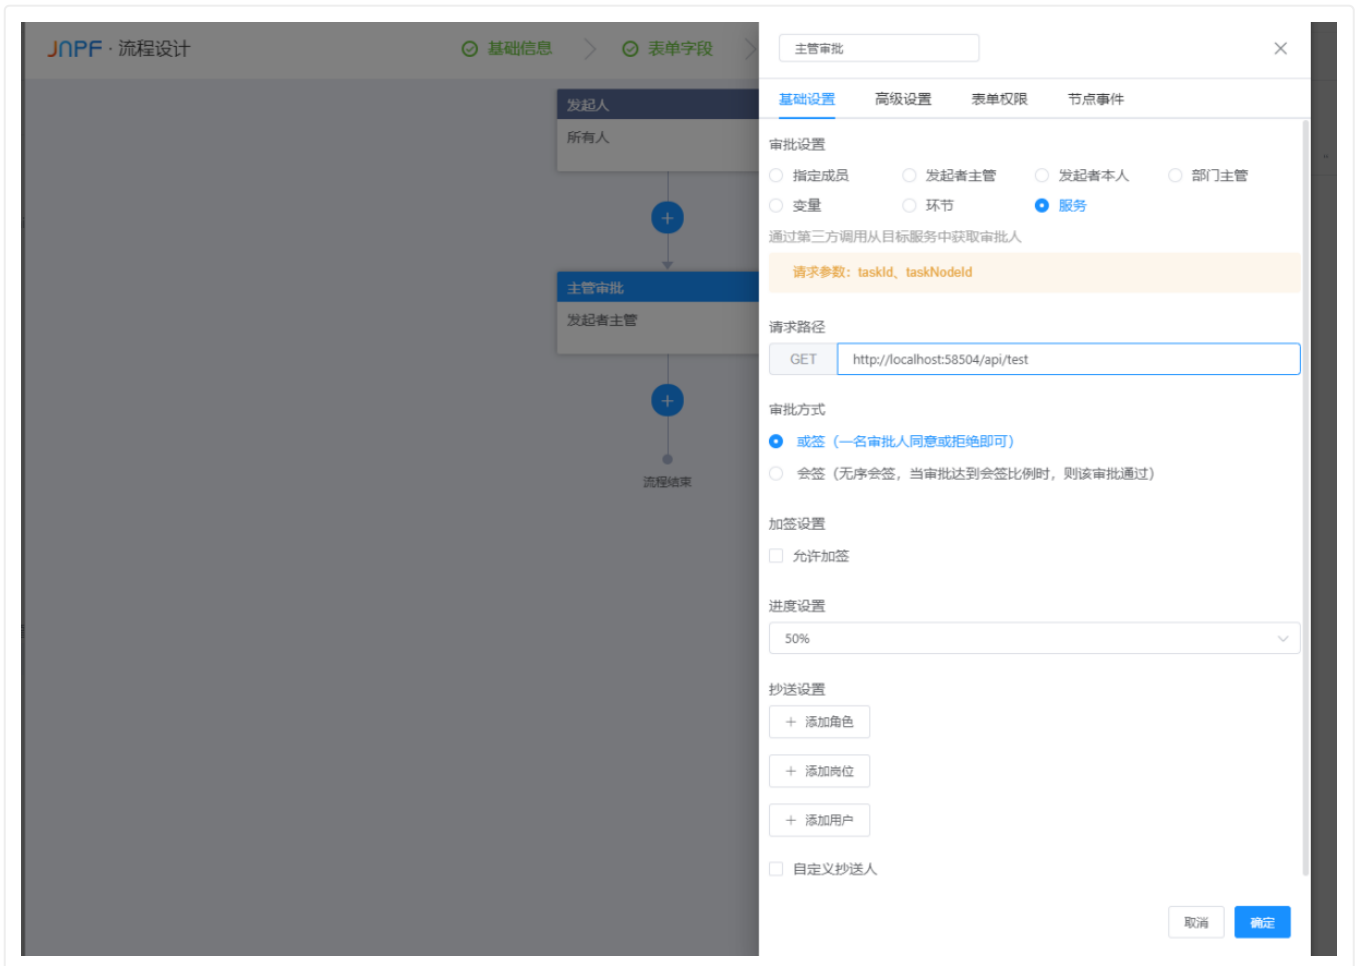 JNPF · 流程设计
基础信息
表单字段
发起人
所有人
主管审批
发起者主管
流程结束
主管审批
基础设置 高级设置 表单权限 节点事件
审批设置
指定成员 发起者主管 发起者本人 部门主管
变量 环节 服务
通过第三方调用从目标服务中获取审批人
请求参数：taskId、taskNodeId
请求路径
GET http://localhost:58504/api/test
审批方式
或签（一名审批人同意或拒绝即可）
会签（无序会签，当审批达到会签比例时，则该审批通过）
加签设置
允许加签
进度设置
50%
抄送设置
+ 添加角色
+ 添加岗位
+ 添加用户
自定义抄送人
取消 确定